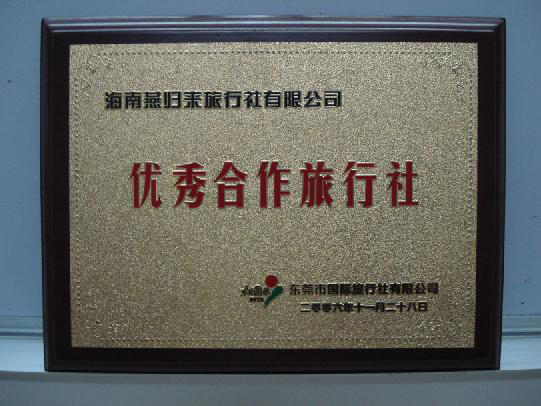 海南燕归来旅行社有限公司
优秀合作旅行社
东莞市国际旅行社有限公司
二零零六年十一月二十八日